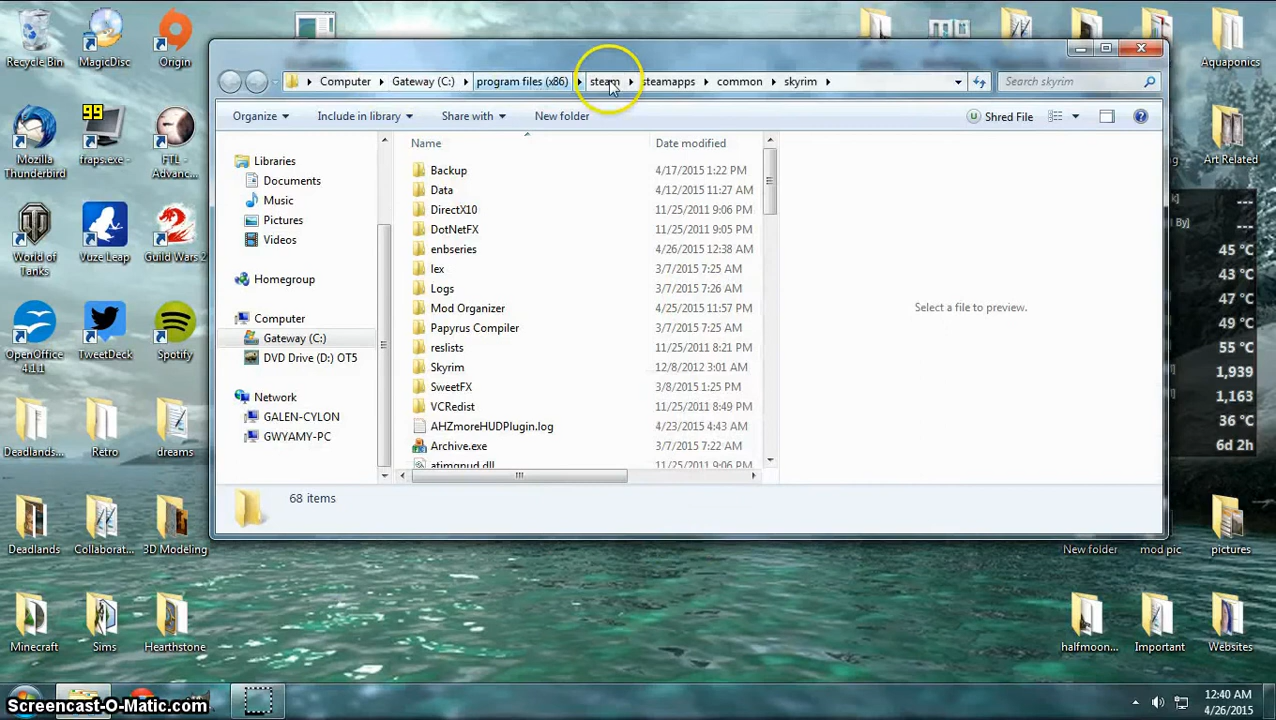 Recycle Bin
MagicDisc
Origin
99
Mozilla
Thunderbird
fraps.exe -
FTL -
Advanc...
World of
Tanks
Vuze Leap
Guild Wars 2
OpenOffice
4.1.1
TweetDeck
Spotify
Deadlands...
Retro
dreams
Deadlands
Collaborat...
3D Modeling
Minecraft
Sims
Hearthstone
Computer
Gateway (C:)
program files (x86)
steam
steamapps
common
skyrim
Search skyrim
Organize
Include in library
Share with
New folder
Shred File
Libraries
Documents
Music
Pictures
Videos
Homegroup
Computer
Gateway (C:)
DVD Drive (D:) OT5
Network
GALEN-CYLON
GWYAMY-PC
Name Date modified
Backup 4/17/2015 1:22 PM
Data 4/12/2015 11:27 AM
DirectX10 11/25/2011 9:06 PM
DotNetFX 11/25/2011 9:05 PM
enbseries 4/26/2015 12:38 AM
lex 3/7/2015 7:25 AM
Logs 3/7/2015 7:26 AM
Mod Organizer 4/25/2015 11:57 PM
Papyrus Compiler 3/7/2015 7:25 AM
reslists 11/25/2011 8:21 PM
Skyrim 12/8/2012 3:01 AM
SweetFX 3/8/2015 1:25 PM
VCRedist 11/25/2011 8:49 PM
AHZmoreHUDPlugin.log 4/23/2015 4:43 AM
Archive.exe 3/7/2015 7:22 AM
atimgpud.dll 11/25/2011 9:06 PM
Select a file to preview.
68 items
Aquaponics
Art Related
k]
By]
---
---
45 °C
43 °C
47 °C
49 °C
55 °C
1,939
1,163
36 °C
6d 2h
New folder
mod pic
pictures
halfmoon...
Important
Websites
Screencast-O-Matic.com
12:40 AM
4/26/2015